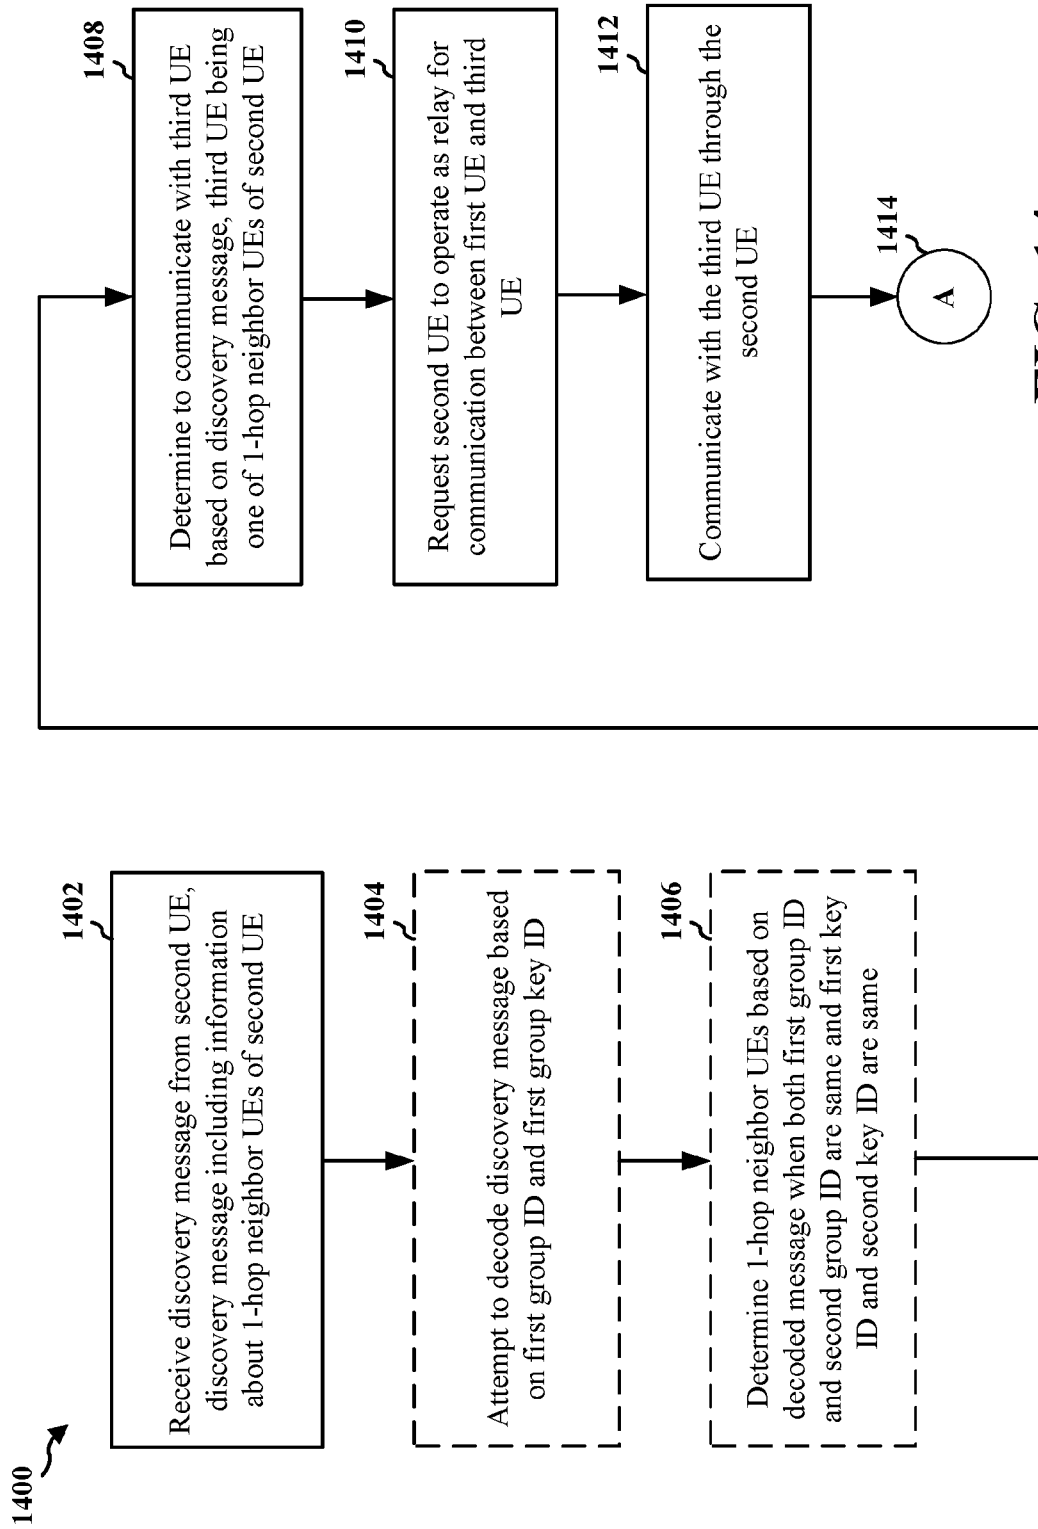 1400
1402
Receive discovery message from second UE,
discovery message including information
about 1-hop neighbor UEs of second UE
1404
Attempt to decode discovery message based
on first group ID and first group key ID
1406
Determine 1-hop neighbor UEs based on
decoded message when both first group ID
and second group ID are same and first key
ID and second key ID are same
1408
Determine to communicate with third UE
based on discovery message, third UE being
one of 1-hop neighbor UEs of second UE
1410
Request second UE to operate as relay for
communication between first UE and third
UE
1412
Communicate with the third UE through the
second UE
1414
A